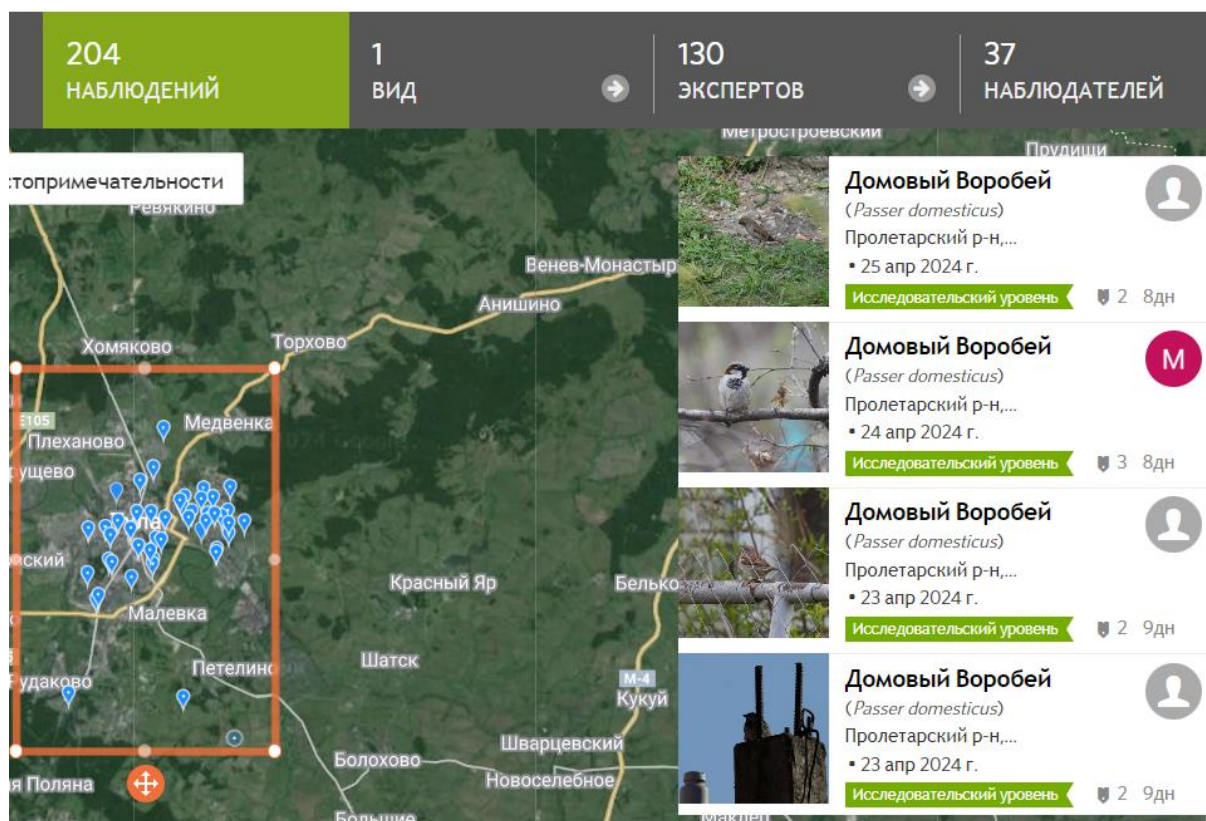 204
НАБЛЮДЕНИЙ
1
ВИД
130
ЭКСПЕРТОВ
37
НАБЛЮДАТЕЛЕЙ
Метростроевский
Прудищи
стопримечательности
Ревякино
Венев-Монастыр
Анишино
Торхово
Хомяково
E105
Медвенка
Плеханово
рущево
Тула
ский
Красный Яр
Белько
Малевка
Петелино
Шатск
Рудаково
М-4
Кукуй
Шварцевский
Болохово
Новоселебное
ая Поляна
Большие
Домовый Воробей
(Passer domesticus)
Пролетарский р-н,...
• 25 апр 2024 г.
Исследовательский уровень 2 8дн
Домовый Воробей
M
(Passer domesticus)
Пролетарский р-н,...
• 24 апр 2024 г.
Исследовательский уровень 3 8дн
Домовый Воробей
(Passer domesticus)
Пролетарский р-н,...
• 23 апр 2024 г.
Исследовательский уровень 2 9дн
Домовый Воробей
(Passer domesticus)
Пролетарский р-н,...
• 23 апр 2024 г.
Исследовательский уровень 2 9дн